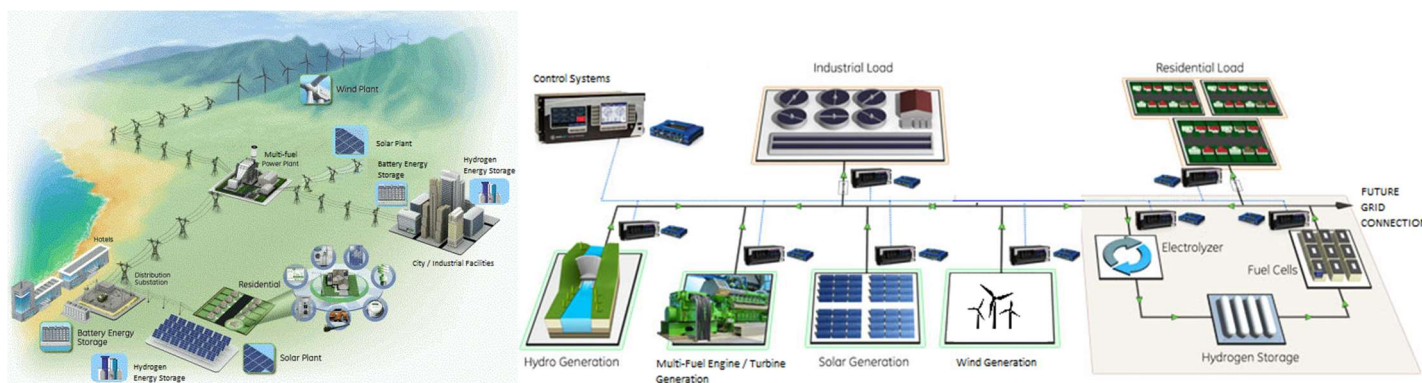 Wind Plant
Solar Plant
Multi-fuel
Power Plant
Battery Energy
Storage
Hydrogen
Energy Storage
City / Industrial Facilities
Hotels
Distribution
Substation
Residential
Battery Energy
Storage
Solar Plant
Hydrogen
Energy Storage
Control Systems
Industrial Load
Residential Load
FUTURE
GRID
CONNECTION
Electrolyzer
Fuel Cells
Hydrogen Storage
Hydro Generation
Multi-Fuel Engine / Turbine
Generation
Solar Generation
Wind Generation